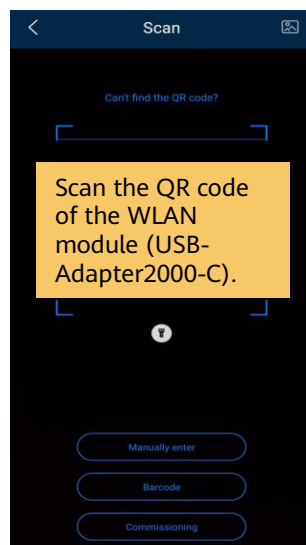 Scan
Can't find the QR code?
Scan the QR code
of the WLAN
module (USB-
Adapter2000-C).
Manually enter
Barcode
Commissioning